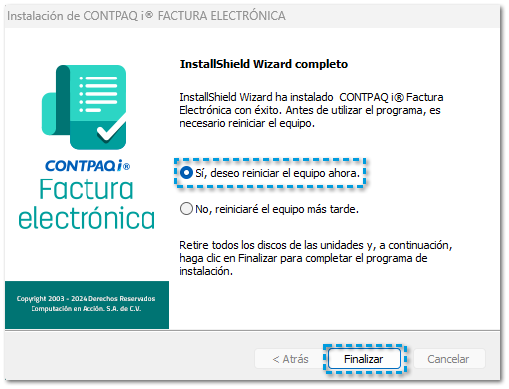 Instalación de CONTPAQ i® FACTURA ELECTRÓNICA
InstallShield Wizard completo
InstallShield Wizard ha instalado  CONTPAQ i® Factura
Electrónica con éxito. Antes de utilizar el programa, es
necesario reiniciar el equipo.
CONTPAQ i®
Factura
electrónica
Sí, deseo reiniciar el equipo ahora.
No, reiniciaré el equipo más tarde.
Retire todos los discos de las unidades y, a continuación,
haga clic en Finalizar para completar el programa de
instalación.
Copyright 2003 - 2024 Derechos Reservados
Computación en Acción. S.A. de C.V.
< Atrás
Finalizar
Cancelar